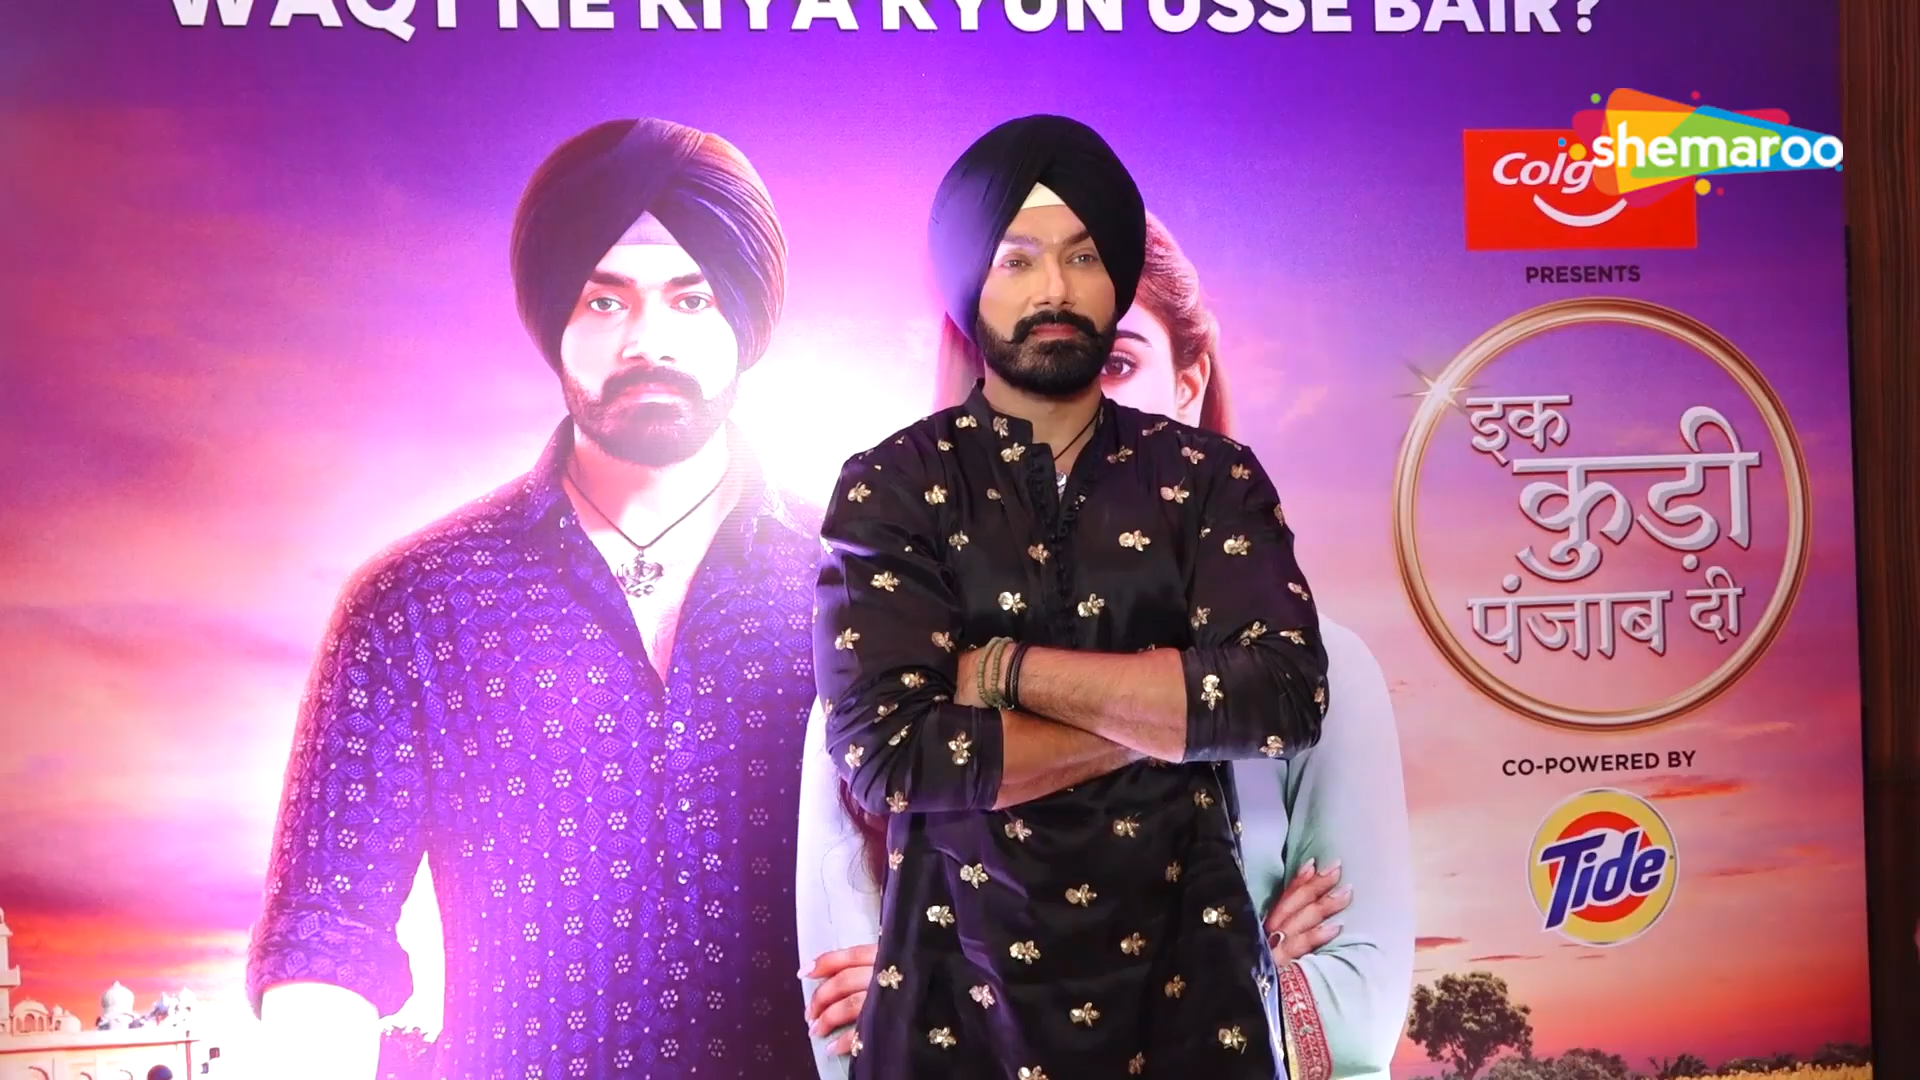 WAQT NE KIYA KYUN USSE BAIR?
shemaroo
Colg
PRESENTS
इक
कुड़ी
पंजाब दी
CO-POWERED BY
Tide